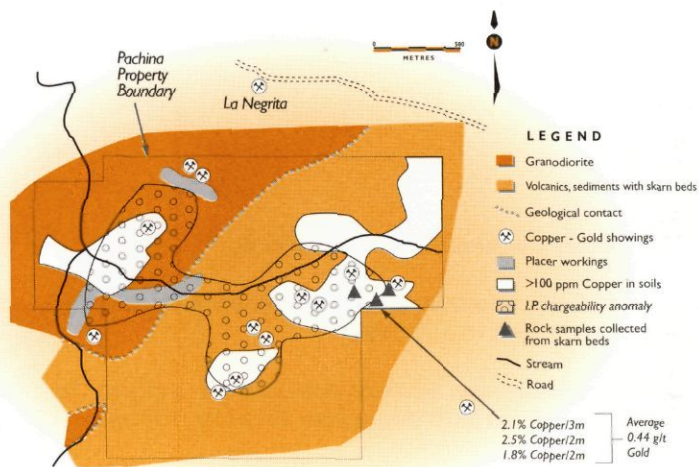 Pachina
Property
Boundary
La Negrita
0 500
METRES
N
LEGEND
Granodiorite
Volcanics, sediments with skarn beds
Geological contact
Copper - Gold showings
Placer workings
>100 ppm Copper in soils
I.P. chargeability anomaly
Rock samples collected
from skarn beds
Stream
Road
2.1% Copper/3m
2.5% Copper/2m
1.8% Copper/2m
Average
0.44 g/t
Gold